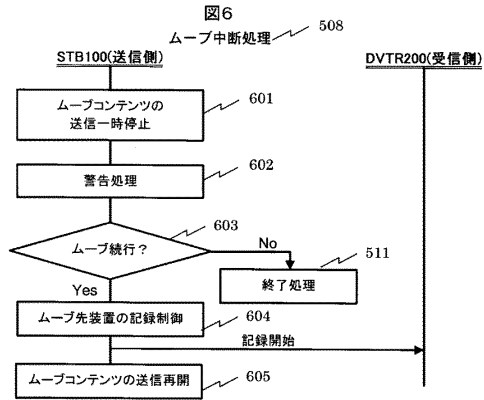 図6
ムーブ中断処理 508
STB100(送信側)
DVTR200(受信側)
ムーブコンテンツの
送信一時停止
601
警告処理
602
ムーブ続行?
603
No
511
終了処理
Yes
ムーブ先装置の記録制御
604
記録開始
ムーブコンテンツの送信再開
605